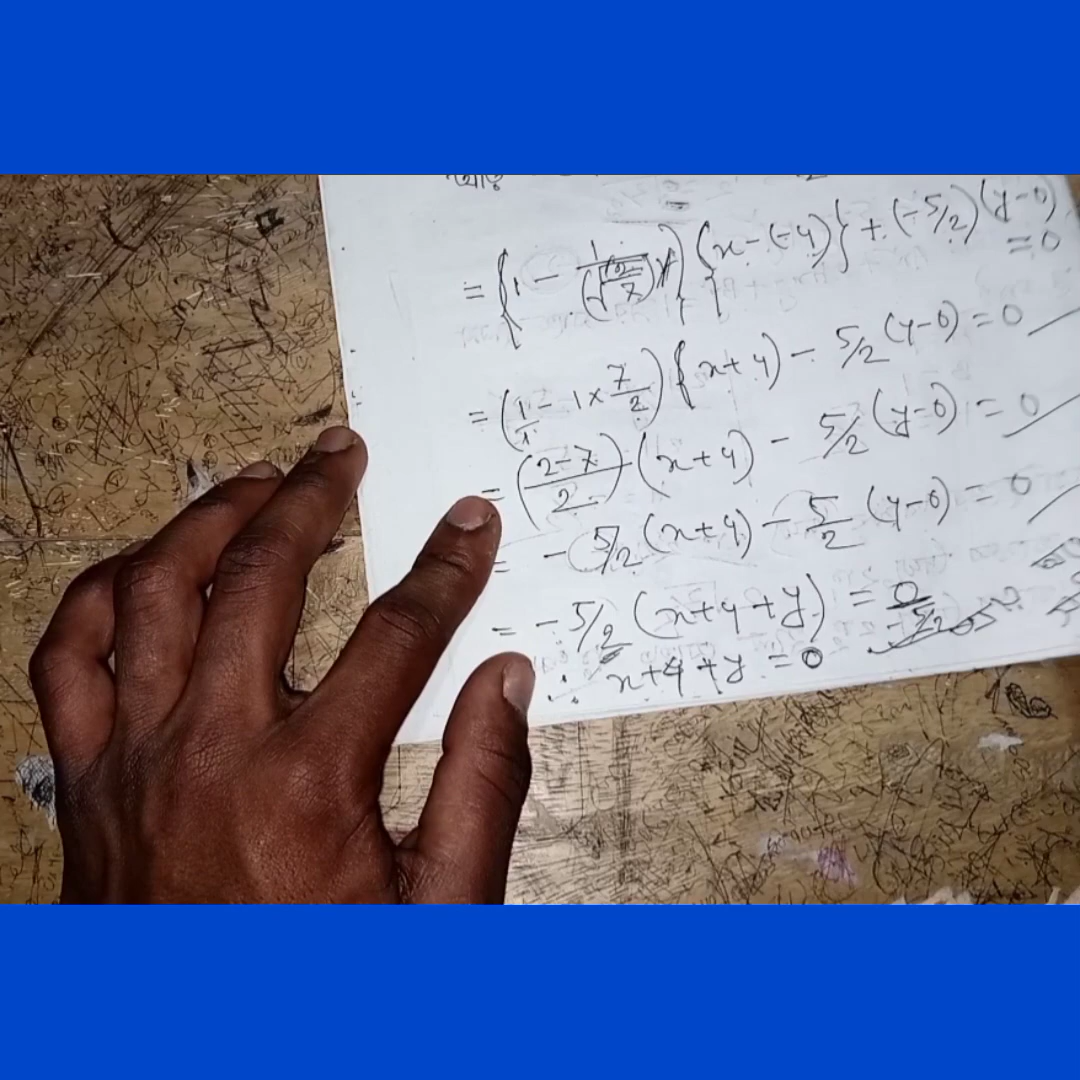 = {1 - 1/(2/7)} {x-(-4)} + (-5/2)(y-0) = 0
= (1/1 - 1×7/2) {x+4) - 5/2 (y-0) = 0
= (2-7/2) (x+4) - 5/2 (y-0) = 0
= - 5/2 (x+4) - 5/2 (y-0) = 0
= - 5/2 (x+4+y) = 0/-5/2
∴ x+4+y = 0